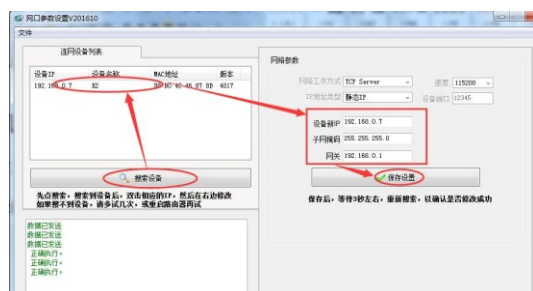 网口参数设置V201610
文件
连网设备列表
设备IP 设备名称 MAC地址 版本
192.168.0.7 K2 4017
搜索设备
先点搜索，搜索到设备后，双击相应的IP，然后在右边修改
如果搜不到设备，请多试几次，或重启路由器再试
数据已发送
数据已发送
数据已发送
正确执行。
正确执行。
正确执行。
网络参数
网络工作方式 TCP Server 速度 115200
IP地址类型 静态IP 设备端口 12345
设备新IP 192.168.0.7
子网掩码 255.255.255.0
网关 192.168.0.1
保存设置
保存后，等待3秒左右，重新搜索，以确认是否修改成功